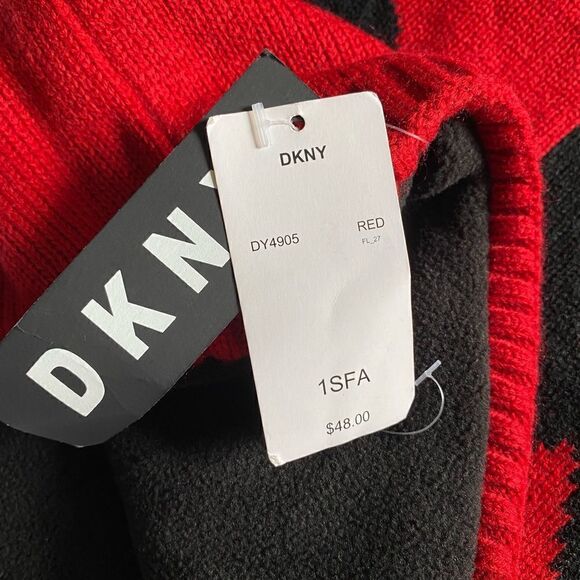 DKNY
DKNY
DY4905 RED
FL_27
1SFA
$48.00